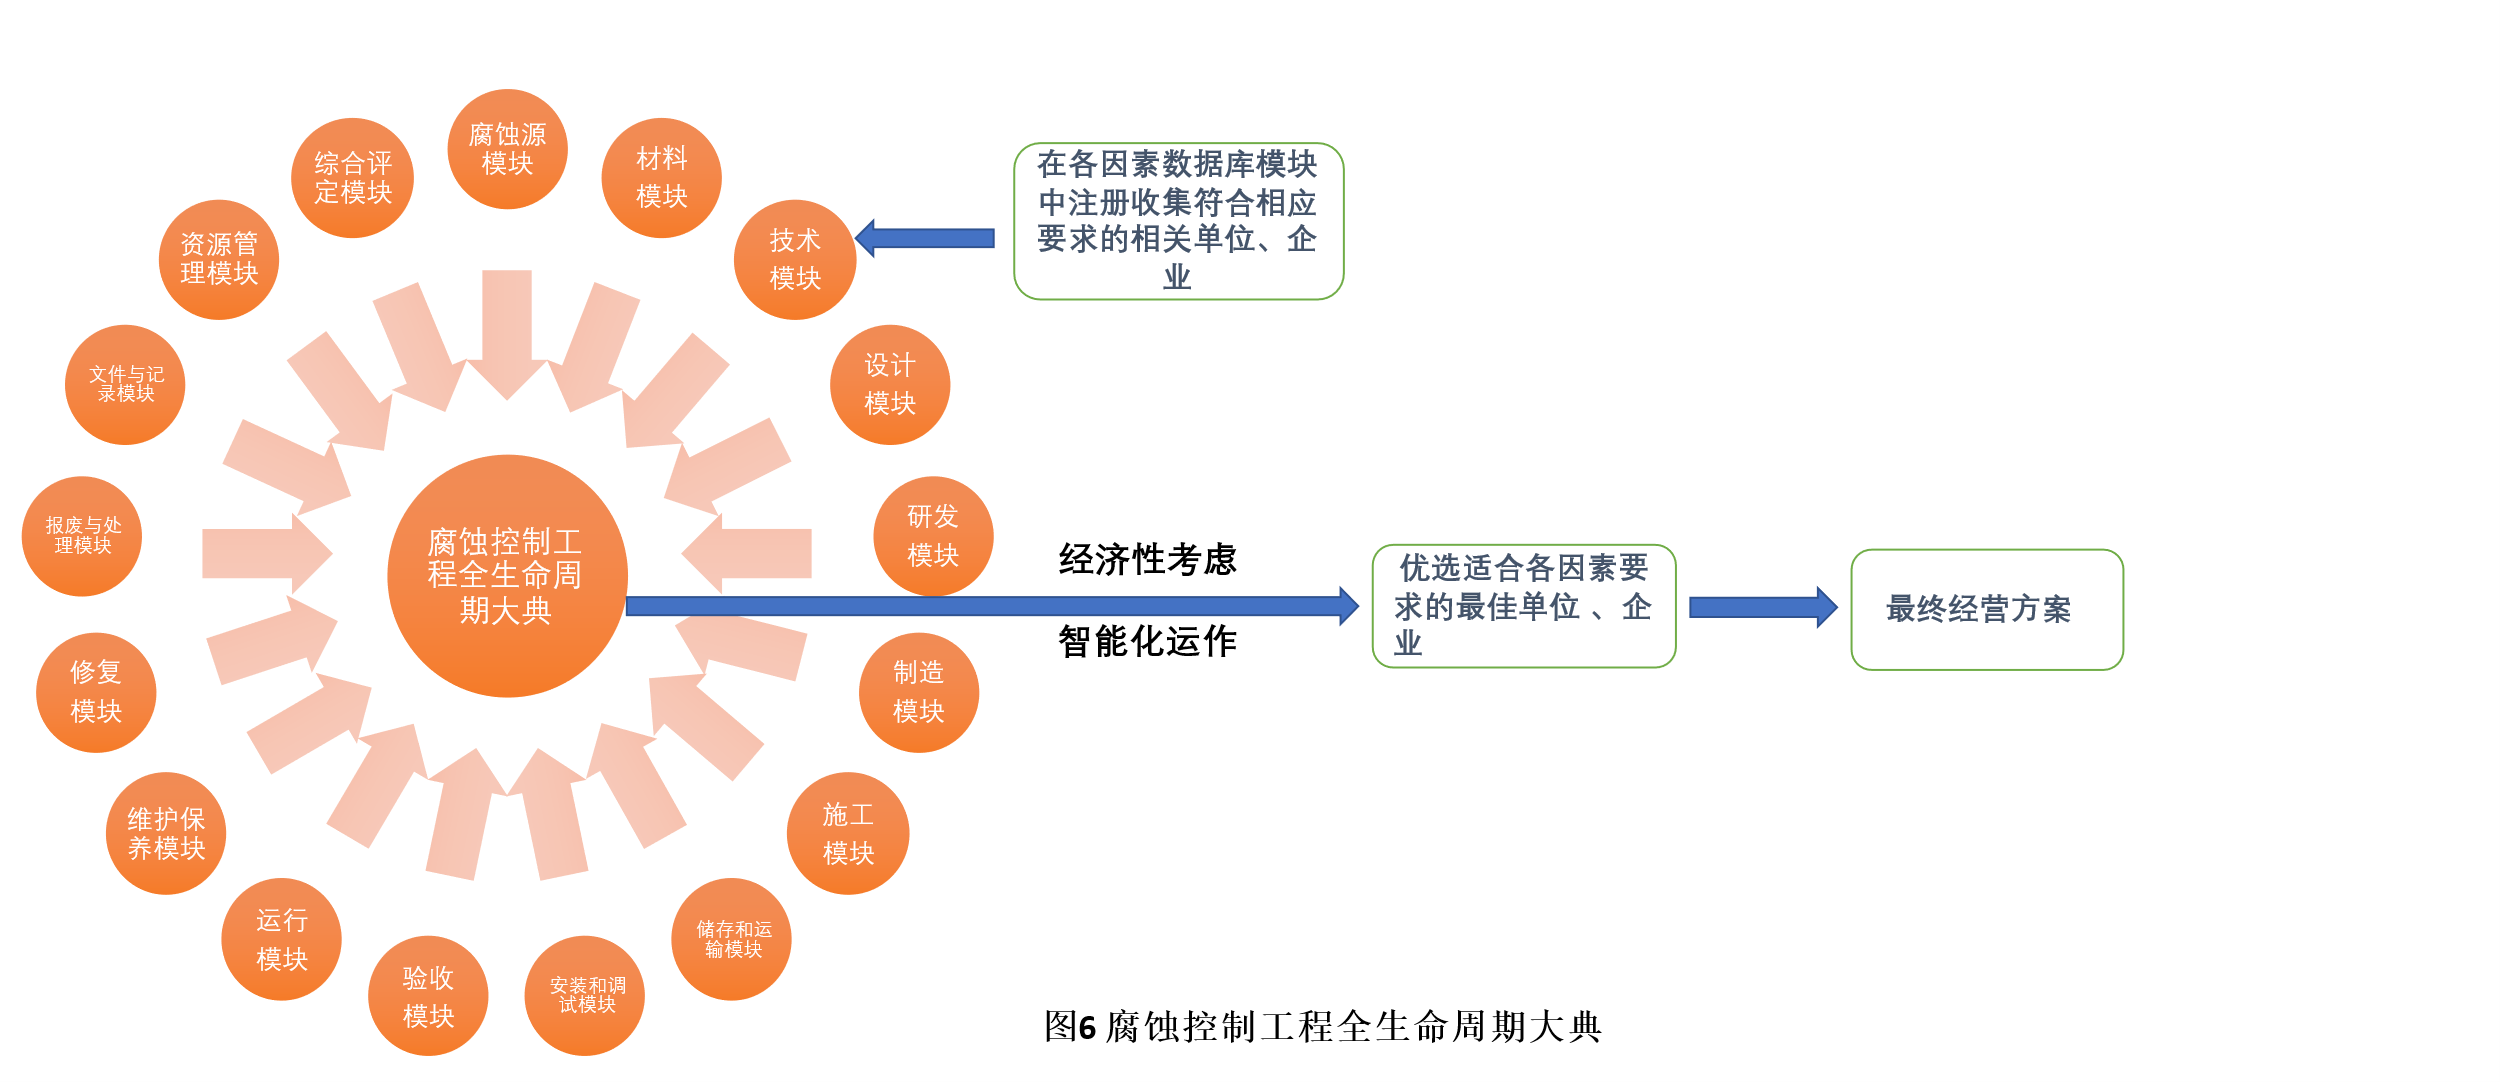 腐蚀源
模块
材料
模块
技术
模块
设计
模块
研发
模块
制造
模块
施工
模块
储存和运
输模块
安装和调
试模块
验收
模块
运行
模块
维护保
养模块
修复
模块
报废与处
理模块
文件与记
录模块
资源管
理模块
综合评
定模块
腐蚀控制工
程全生命周
期大典
在各因素数据库模块
中注册收集符合相应
要求的相关单位、企
业
经济性考虑
智能化运作
优选适合各因素要
求的最佳单位 、企
业
最终经营方案
图6 腐蚀控制工程全生命周期大典